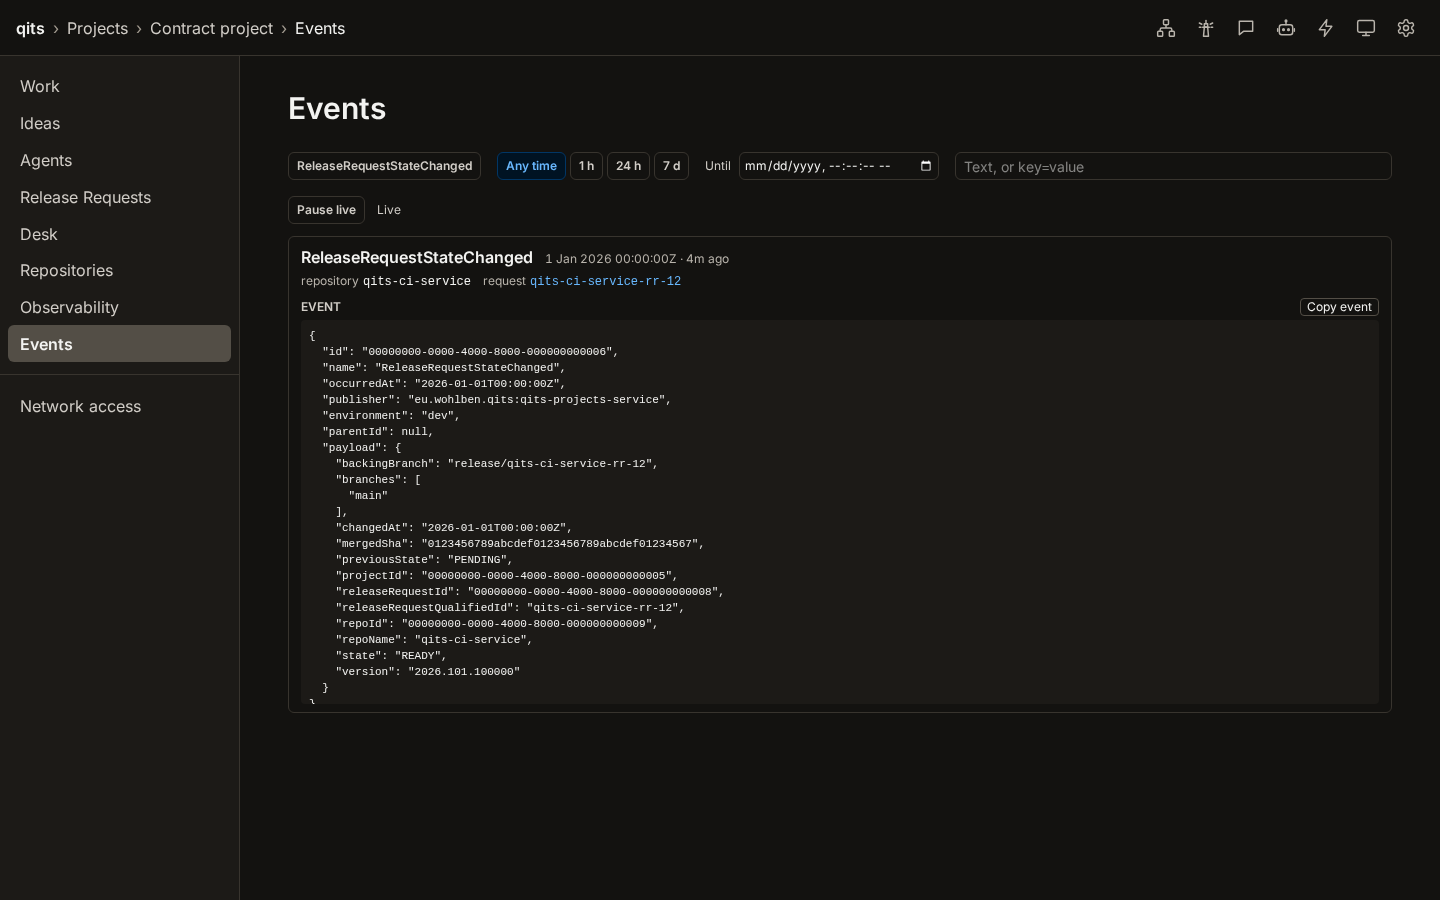 qits › Projects › Contract project › Events
Work
Ideas
Agents
Release Requests
Desk
Repositories
Observability
Events
Network access
Events
ReleaseRequestStateChanged Any time 1 h 24 h 7 d Until mm/dd/yyyy, --:--:-- -- Text, or key=value
Pause live Live
ReleaseRequestStateChanged 1 Jan 2026 00:00:00Z · 4m ago
repository qits-ci-service request qits-ci-service-rr-12
EVENT Copy event
{
  "id": "00000000-0000-4000-8000-000000000006",
  "name": "ReleaseRequestStateChanged",
  "occurredAt": "2026-01-01T00:00:00Z",
  "publisher": "eu.wohlben.qits:qits-projects-service",
  "environment": "dev",
  "parentId": null,
  "payload": {
    "backingBranch": "release/qits-ci-service-rr-12",
    "branches": [
      "main"
    ],
    "changedAt": "2026-01-01T00:00:00Z",
    "mergedSha": "0123456789abcdef0123456789abcdef01234567",
    "previousState": "PENDING",
    "projectId": "00000000-0000-4000-8000-000000000005",
    "releaseRequestId": "00000000-0000-4000-8000-000000000008",
    "releaseRequestQualifiedId": "qits-ci-service-rr-12",
    "repoId": "00000000-0000-4000-8000-000000000009",
    "repoName": "qits-ci-service",
    "state": "READY",
    "version": "2026.101.100000"
  }
}